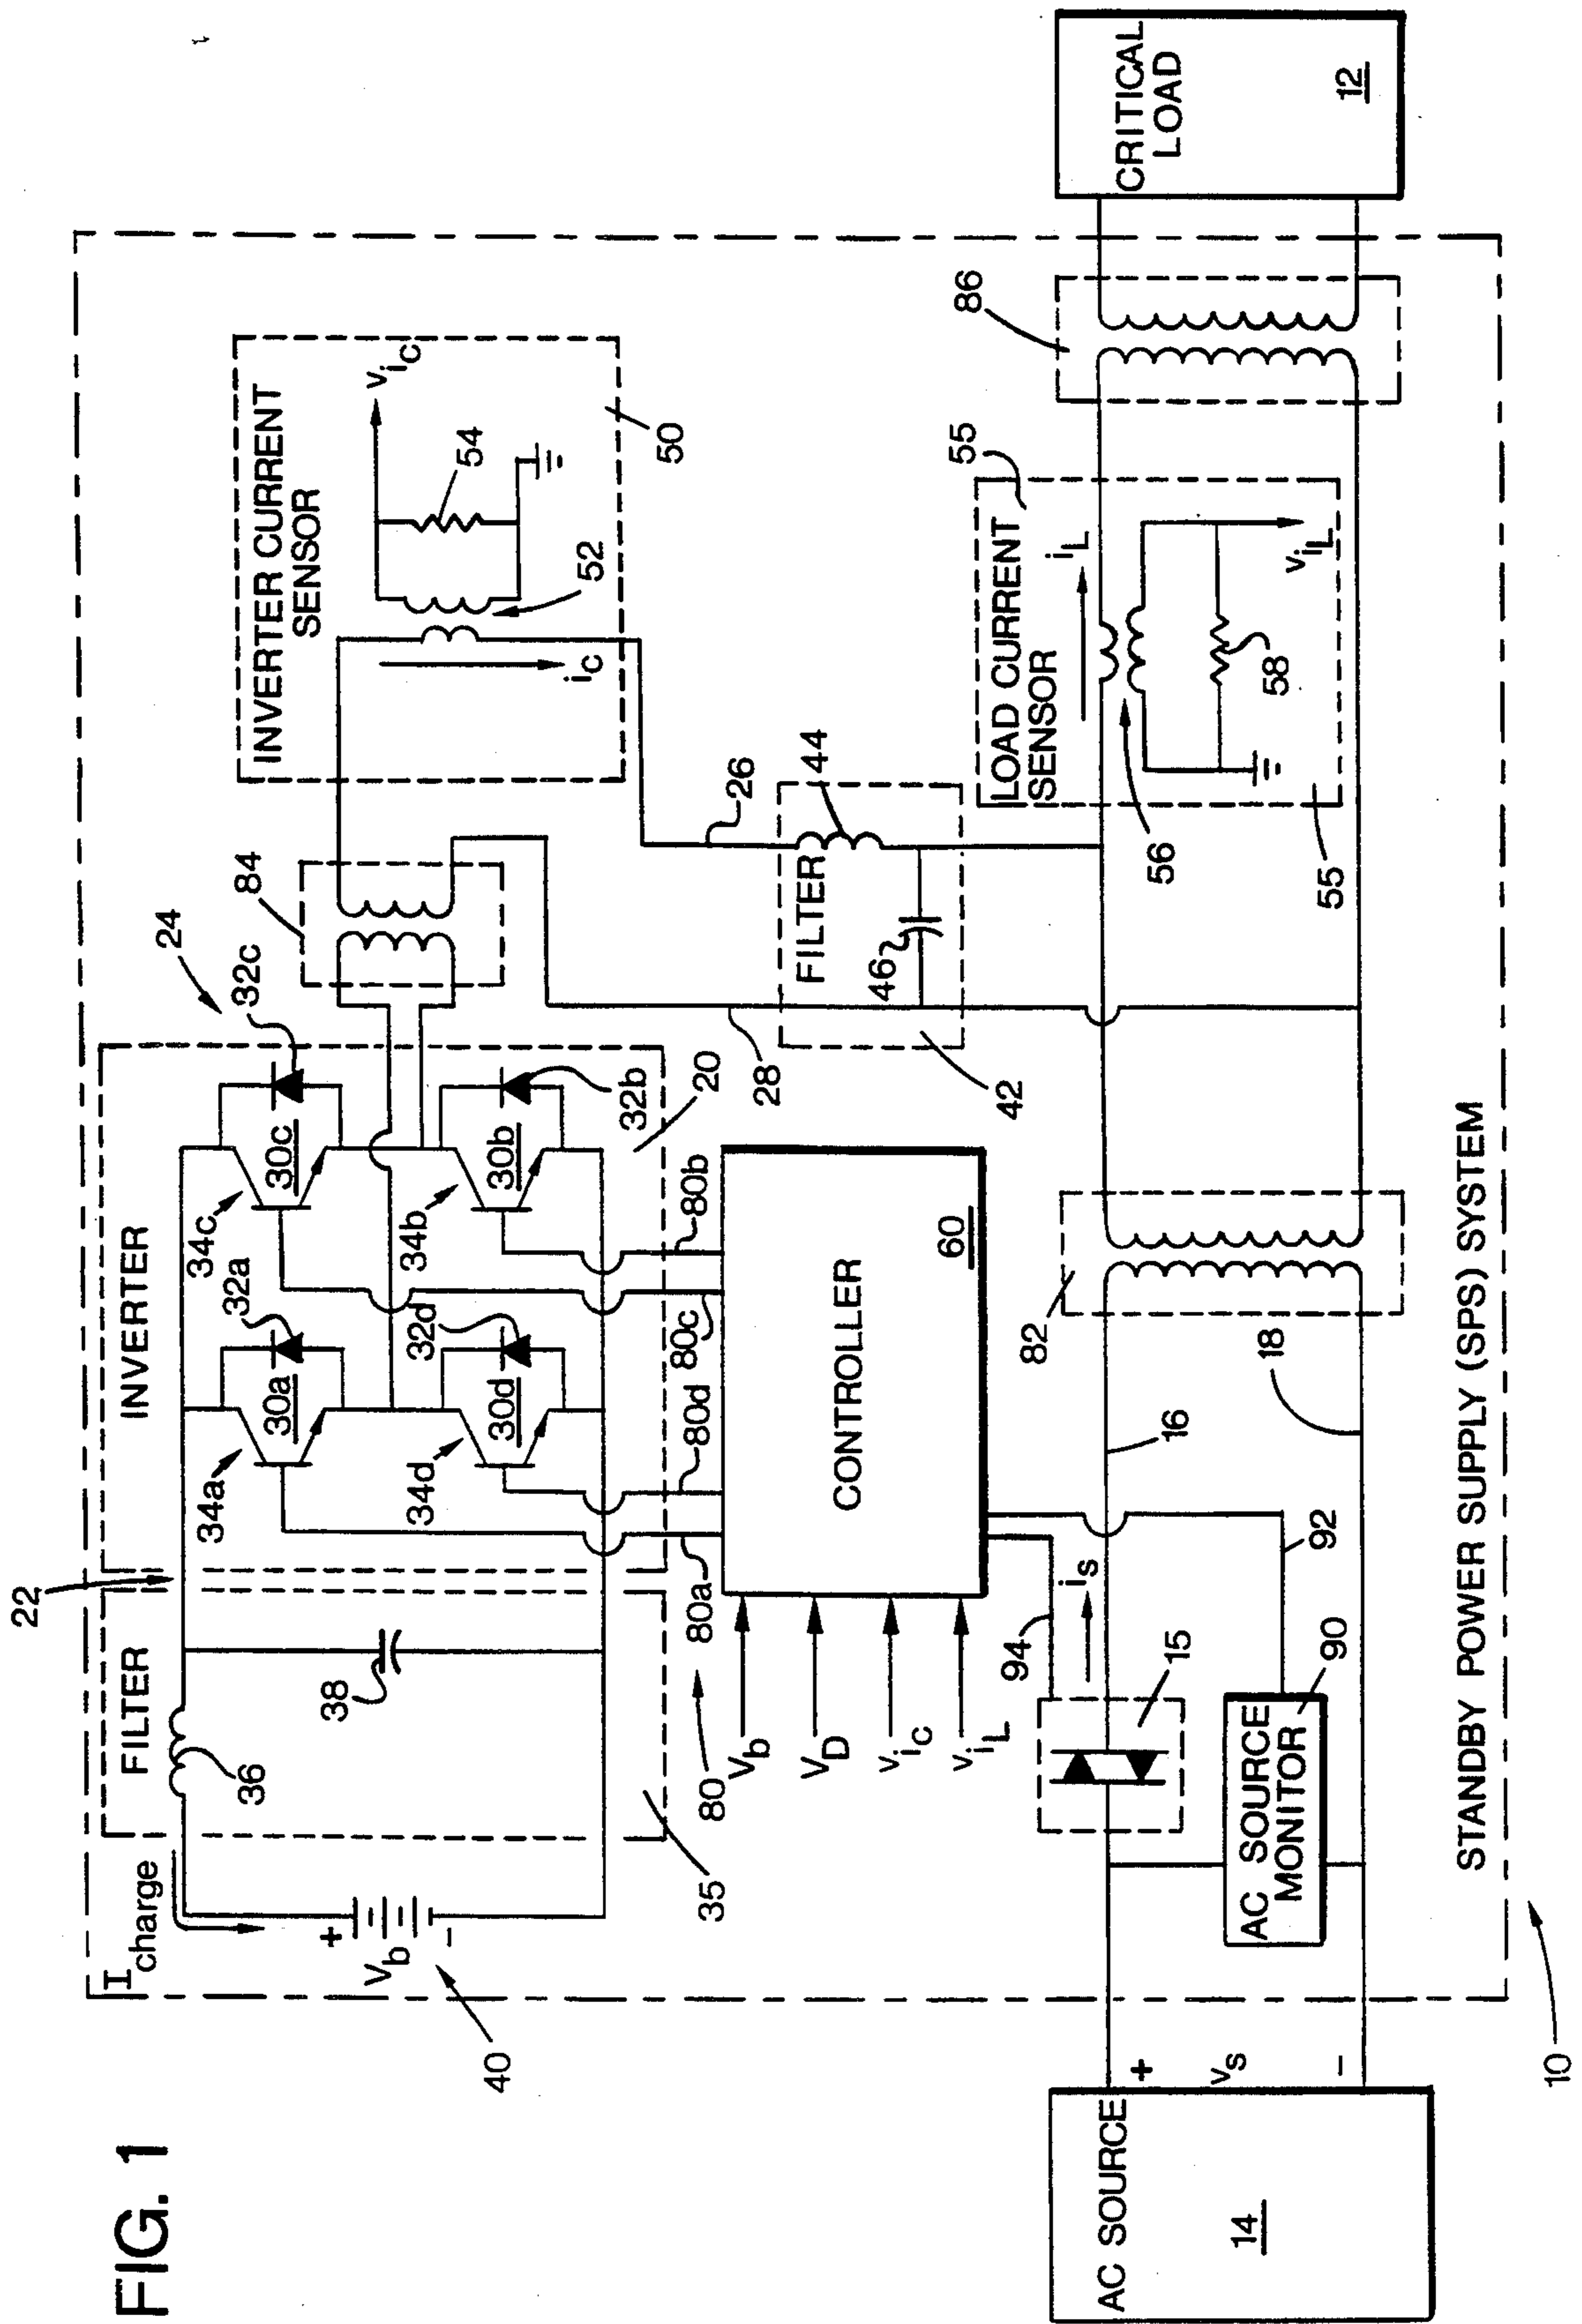 FIG. 1
22
24
84
I charge
FILTER
INVERTER
36
38
35
34a
30a
32a
34c
30c
32c
34d
30d
32d
34b
30b
32b
20
+
Vb
-
40
80
80a
80d
80c
80b
INVERTER CURRENT
SENSOR
vic
54
52
ic
50
Vb
VD
vic
viL
CONTROLLER
60
28
26
FILTER
44
46
42
LOAD CURRENT
SENSOR
55
iL
56
58
viL
55
86
94
is
15
16
82
18
92
AC SOURCE
MONITOR
90
AC SOURCE
14
+
vs
-
CRITICAL
LOAD
12
STANDBY POWER SUPPLY (SPS) SYSTEM
10